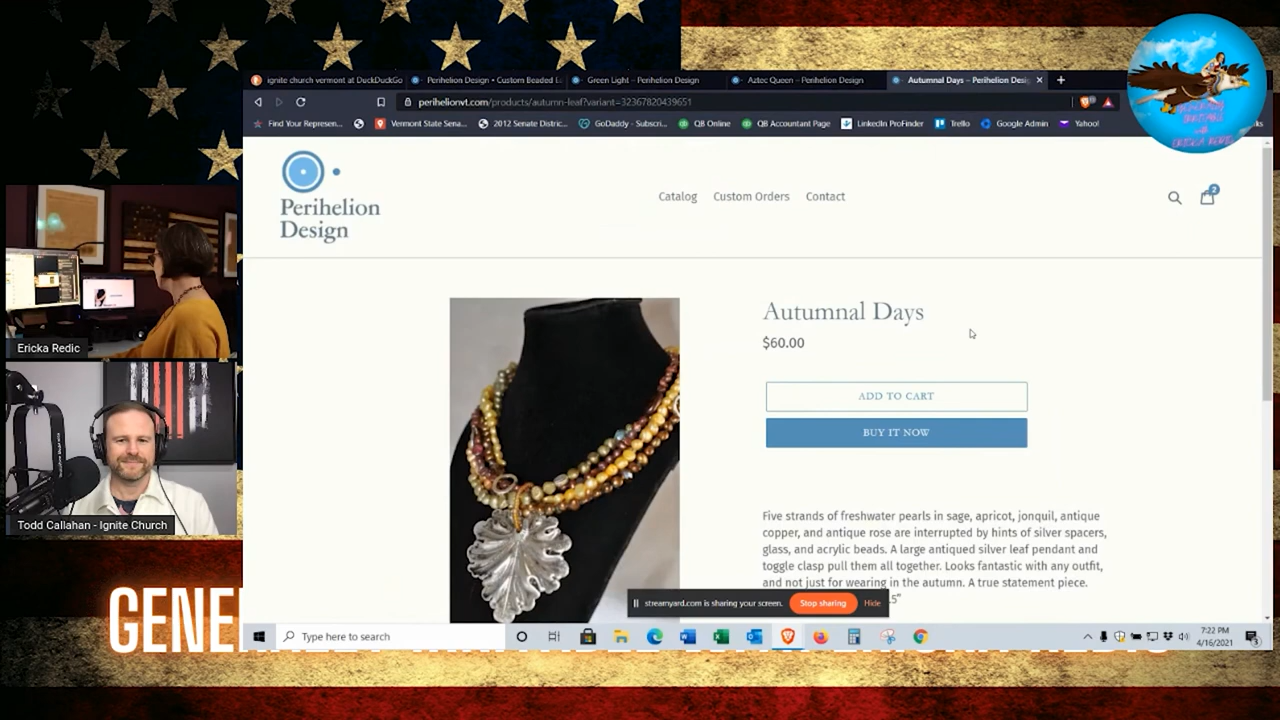 ignite church vermont at DuckDuckGo
Perihelion Design • Custom Beaded L
Green Light – Perihelion Design
Aztec Queen – Perihelion Design
Autumnal Days – Perihelion Desi
perihelionvt.com/products/autumn-leaf?variant=32367820439651
Find Your Represen...
Vermont State Sena...
2012 Senate Distric...
GoDaddy - Subscri...
QB Online
QB Accountant Page
LinkedIn ProFinder
Trello
Google Admin
Yahoo!
Perihelion
Design
Catalog
Custom Orders
Contact
2
Autumnal Days
$60.00
ADD TO CART
BUY IT NOW
Five strands of freshwater pearls in sage, apricot, jonquil, antique
copper, and antique rose are interrupted by hints of silver spacers,
glass, and acrylic beads. A large antiqued silver leaf pendant and
toggle clasp pull them all together. Looks fantastic with any outfit,
and not just for wearing in the autumn. A true statement piece.
.5"
streamyard.com is sharing your screen.
Stop sharing
Hide
Ericka Redic
Todd Callahan - Ignite Church
GENE
Type here to search
7:22 PM
4/16/2021
3